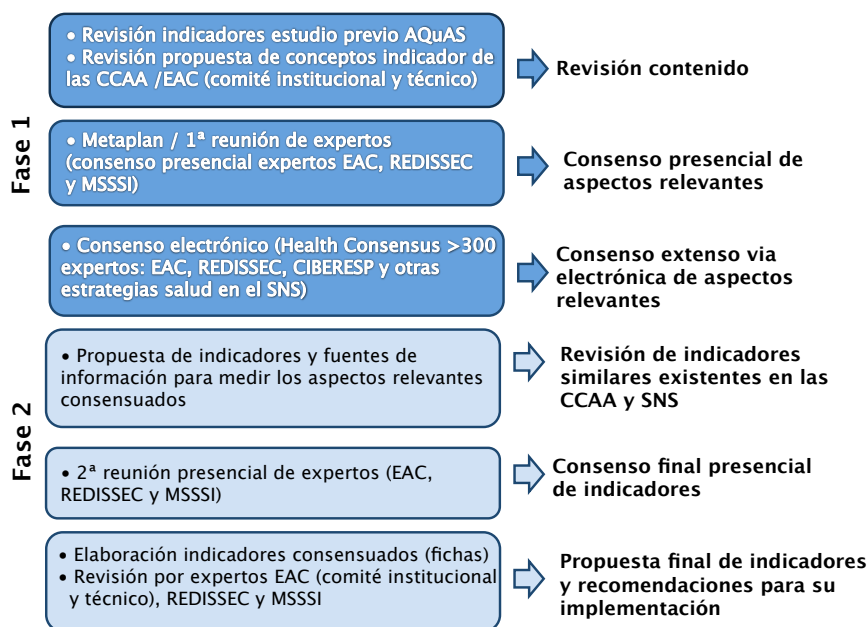 Fase 1
• Revisión indicadores estudio previo AQuAS
• Revisión propuesta de conceptos indicador de
las CCAA /EAC (comité institucional y técnico)
Revisión contenido
• Metaplan / 1ª reunión de expertos
(consenso presencial expertos EAC, REDISSEC
y MSSSI)
Consenso presencial de
aspectos relevantes
• Consenso electrónico (Health Consensus >300
expertos: EAC, REDISSEC, CIBERESP y otras
estrategias salud en el SNS)
Consenso extenso via
electrónica de aspectos
relevantes
Fase 2
• Propuesta de indicadores y fuentes de
información para medir los aspectos relevantes
consensuados
Revisión de indicadores
similares existentes en las
CCAA y SNS
• 2ª reunión presencial de expertos (EAC,
REDISSEC y MSSSI)
Consenso final presencial
de indicadores
• Elaboración indicadores consensuados (fichas)
• Revisión por expertos EAC (comité institucional
y técnico), REDISSEC y MSSSI
Propuesta final de indicadores
y recomendaciones para su
implementación